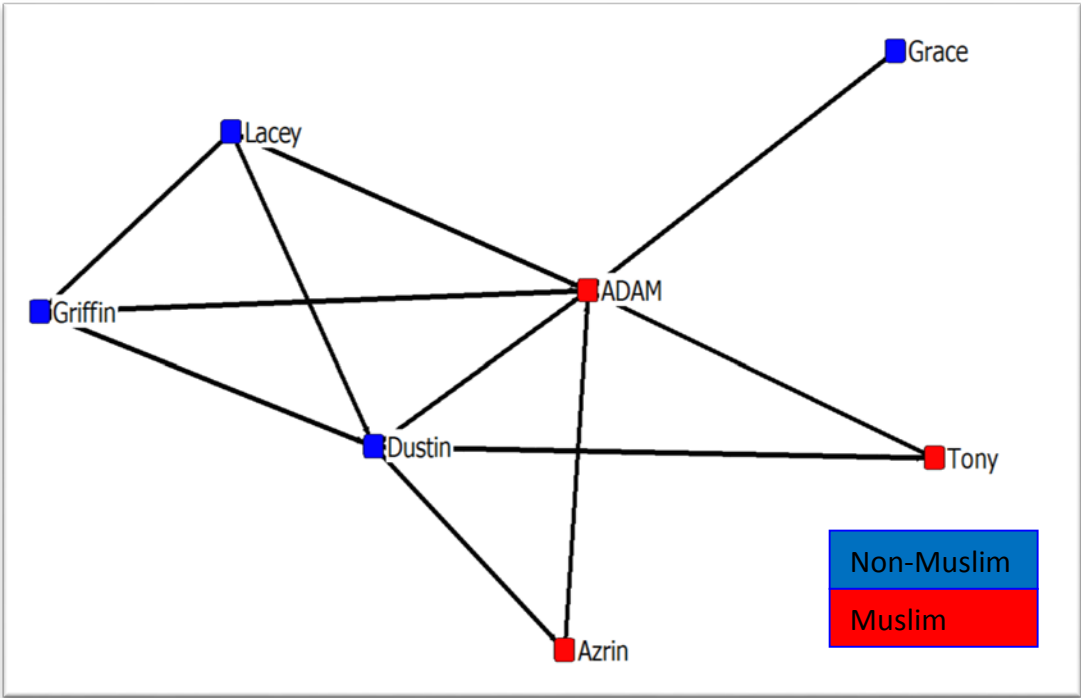 Grace
Lacey
ADAM
Griffin
Dustin
Tony
Non-Muslim
Muslim
Azrin